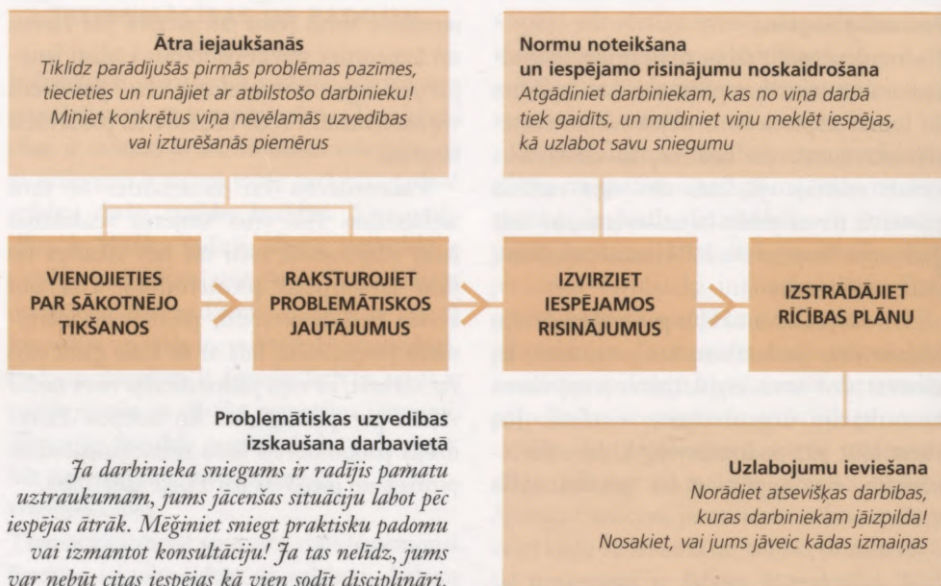 Ātra iejaukšanās
Tiklīdz parādījušās pirmās problēmas pazīmes,
tiecieties un runājiet ar atbilstošo darbinieku!
Miniet konkrētus viņa nevēlamās uzvedības
vai izturēšanās piemērus
Normu noteikšana
un iespējamo risinājumu noskaidrošana
Atgādiniet darbiniekam, kas no viņa darbā
tiek gaidīts, un mudiniet viņu meklēt iespējas,
kā uzlabot savu sniegumu
VIENOJIETIES
PAR SĀKOTNĒJO
TIKŠANOS
RAKSTUROJIET
PROBLEMĀTISKOS
JAUTĀJUMUS
IZVIRZIET
IESPĒJAMOS
RISINĀJUMUS
IZSTRĀDĀJIET
RĪCĪBAS PLĀNU
Problemātiskas uzvedības
izskaušana darbavietā
Ja darbinieka sniegums ir radījis pamatu
uztraukumam, jums jācenšas situāciju labot pēc
iespējas ātrāk. Mēģiniet sniegt praktisku padomu
vai izmantot konsultāciju! Ja tas nelīdz, jums
var nebūt citas iespējas kā vien sodīt disciplināri.
Uzlabojumu ieviešana
Norādiet atsevišķas darbības,
kuras darbiniekam jāizpilda!
Nosakiet, vai jums jāveic kādas izmaiņas